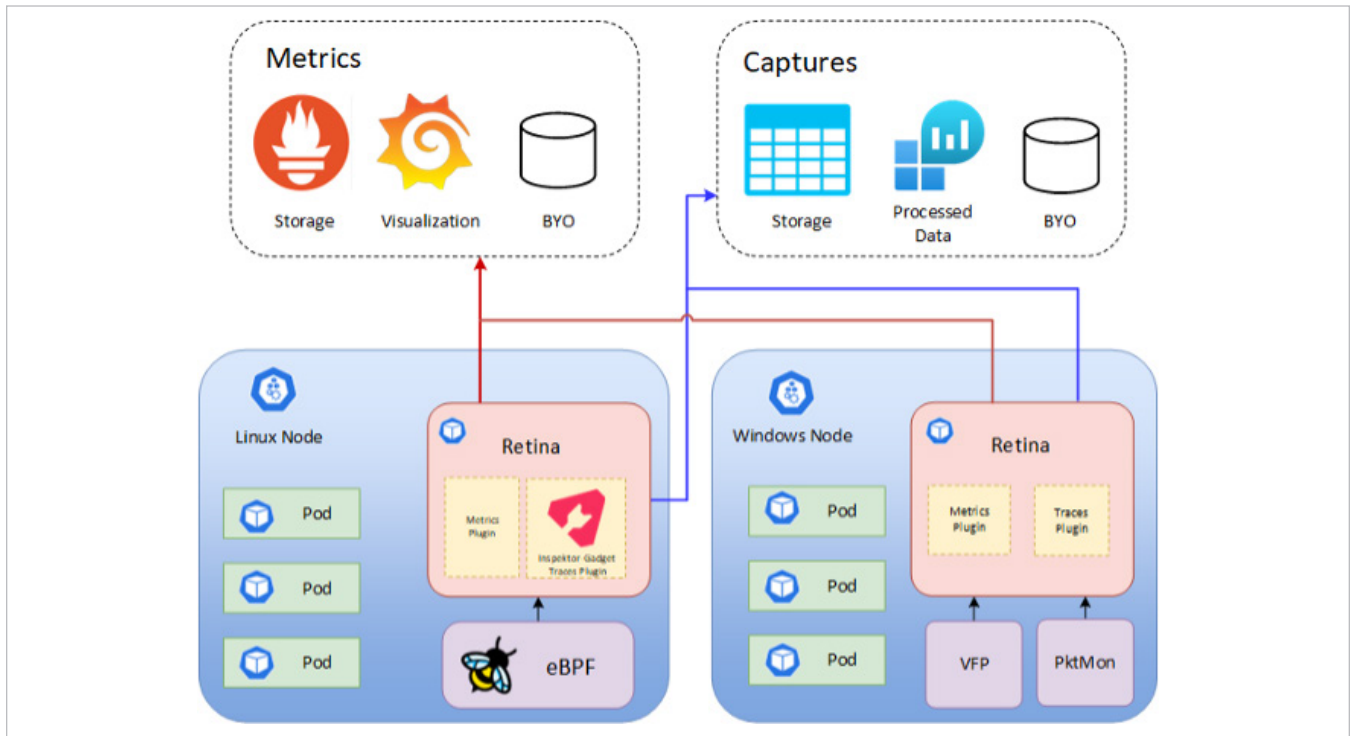 Metrics
Storage
Visualization
BYO
Captures
Storage
Processed
Data
BYO
Linux Node
Pod
Pod
Pod
Retina
Metrics
Plugin
Inspektor Gadget
Traces Plugin
eBPF
Windows Node
Pod
Pod
Pod
Retina
Metrics
Plugin
Traces
Plugin
VFP
PktMon